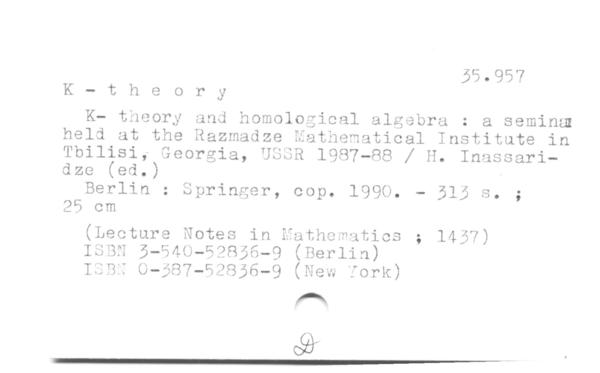 35.957
K - t h e o r y
K- theory and homological algebra : a seminar
held at the Razmadze Mathematical Institute in
Tbilisi, Georgia, USSR 1987-88 / H. Inassari-
dze (ed.)
Berlin : Springer, cop. 1990. - 313 s. ;
25 cm
(Lecture Notes in Mathematics ; 1437)
ISBN 3-540-52836-9 (Berlin)
ISBN 0-387-52836-9 (New York)
D